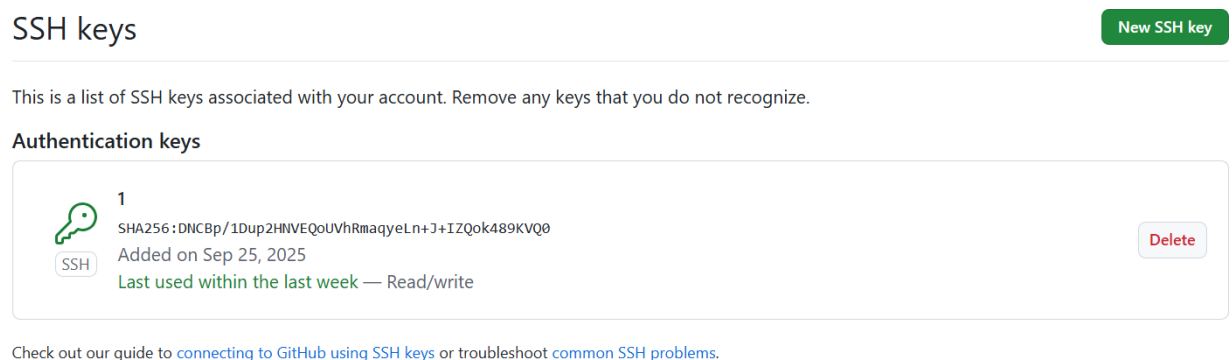 SSH keys
New SSH key
This is a list of SSH keys associated with your account. Remove any keys that you do not recognize.
Authentication keys
1
SHA256:DNCBp/1Dup2HNVEQoUVhRmaqyeLn+J+IZQok489KVQ0
SSH
Added on Sep 25, 2025
Last used within the last week — Read/write
Delete
Check out our guide to connecting to GitHub using SSH keys or troubleshoot common SSH problems.